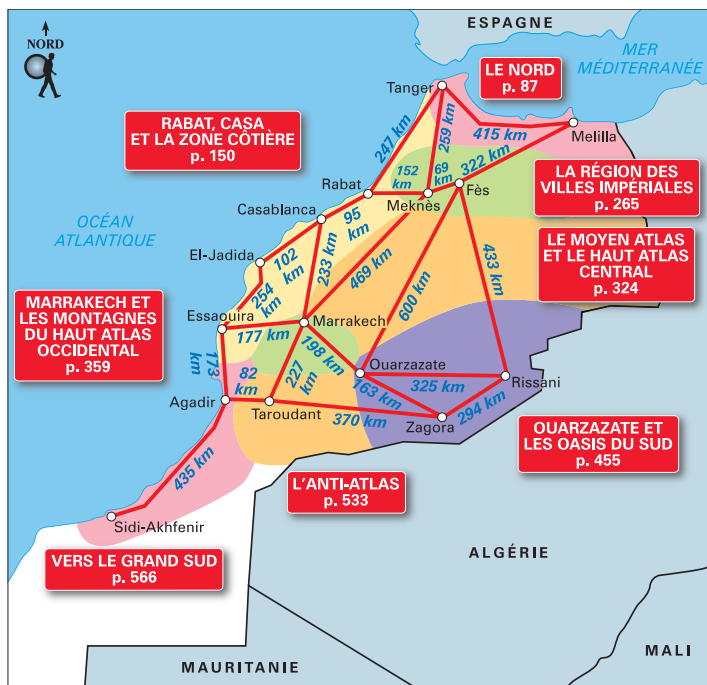 NORD
ESPAGNE
MER
MÉDITERRANÉE
LE NORD
p. 87
Tanger
Melilla
415 km
259 km
247 km
RABAT, CASA
ET LA ZONE CÔTIÈRE
p. 150
152
km
69
km
322 km
Fès
Rabat
Meknès
LA RÉGION DES
VILLES IMPÉRIALES
p. 265
OCÉAN
ATLANTIQUE
Casablanca
95
km
El-Jadida
102
km
233 km
469 km
433 km
LE MOYEN ATLAS
ET LE HAUT ATLAS
CENTRAL
p. 324
254
km
600 km
MARRAKECH ET
LES MONTAGNES
DU HAUT ATLAS
OCCIDENTAL
p. 359
Essaouira
Marrakech
177 km
198 km
173
km
82
km
227
km
Ouarzazate
325 km
Rissani
163 km
Agadir
Taroudant
370 km
Zagora
294 km
OUARZAZATE ET
LES OASIS DU SUD
p. 455
435 km
L'ANTI-ATLAS
p. 533
Sidi-Akhfenir
VERS LE GRAND SUD
p. 566
ALGÉRIE
MALI
MAURITANIE